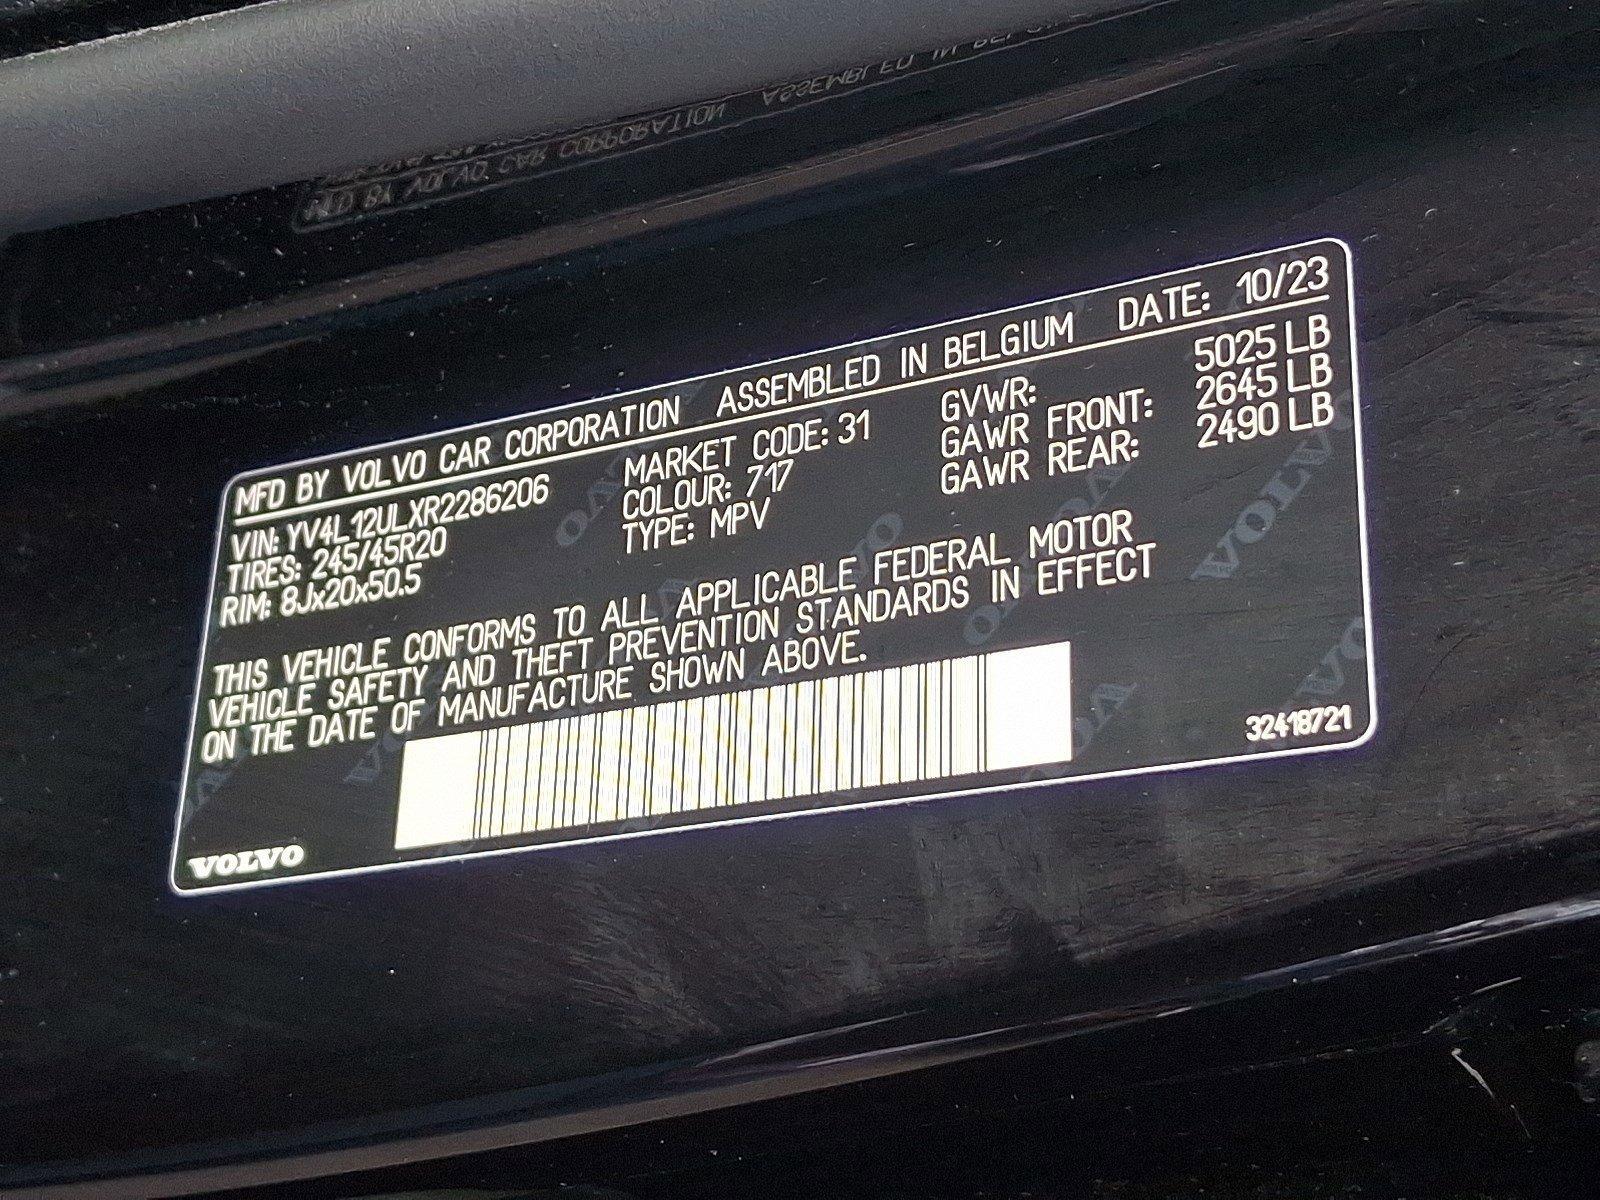 MFD BY VOLVO CAR CORPORATION ASSEMBLED IN BELGIUM DATE: 10/23
VIN: YV4L12ULXR2286206 MARKET CODE: 31 GVWR: 5025 LB
TIRES: 245/45R20 COLOUR: 717 GAWR FRONT: 2645 LB
RIM: 8Jx20x50.5 TYPE: MPV GAWR REAR: 2490 LB
THIS VEHICLE CONFORMS TO ALL APPLICABLE FEDERAL MOTOR
VEHICLE SAFETY AND THEFT PREVENTION STANDARDS IN EFFECT
ON THE DATE OF MANUFACTURE SHOWN ABOVE.
32418721
VOLVO